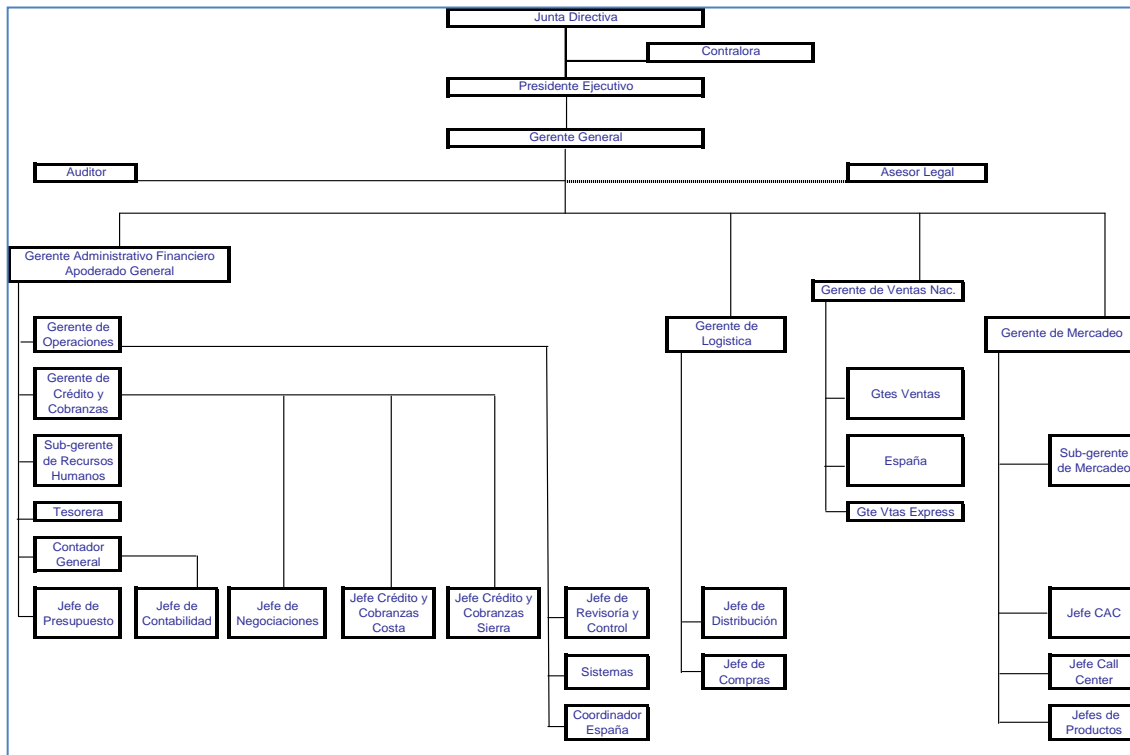 Junta Directiva
Contralora
Presidente Ejecutivo
Gerente General
Auditor
Asesor Legal
Gerente Administrativo Financiero
Apoderado General
Gerente de Ventas Nac.
Gerente de
Operaciones
Gerente de
Logistica
Gerente de Mercadeo
Gerente de
Crédito y
Cobranzas
Gtes Ventas
Sub-gerente
de Recursos
Humanos
España
Sub-gerente
de Mercadeo
Tesorera
Gte Vtas Express
Contador
General
Jefe de
Presupuesto
Jefe de
Contabilidad
Jefe de
Negociaciones
Jefe Crédito y
Cobranzas
Costa
Jefe Crédito y
Cobranzas
Sierra
Jefe de
Revisoría y
Control
Jefe de
Distribución
Jefe CAC
Sistemas
Jefe de
Compras
Jefe Call
Center
Coordinador
España
Jefes de
Productos